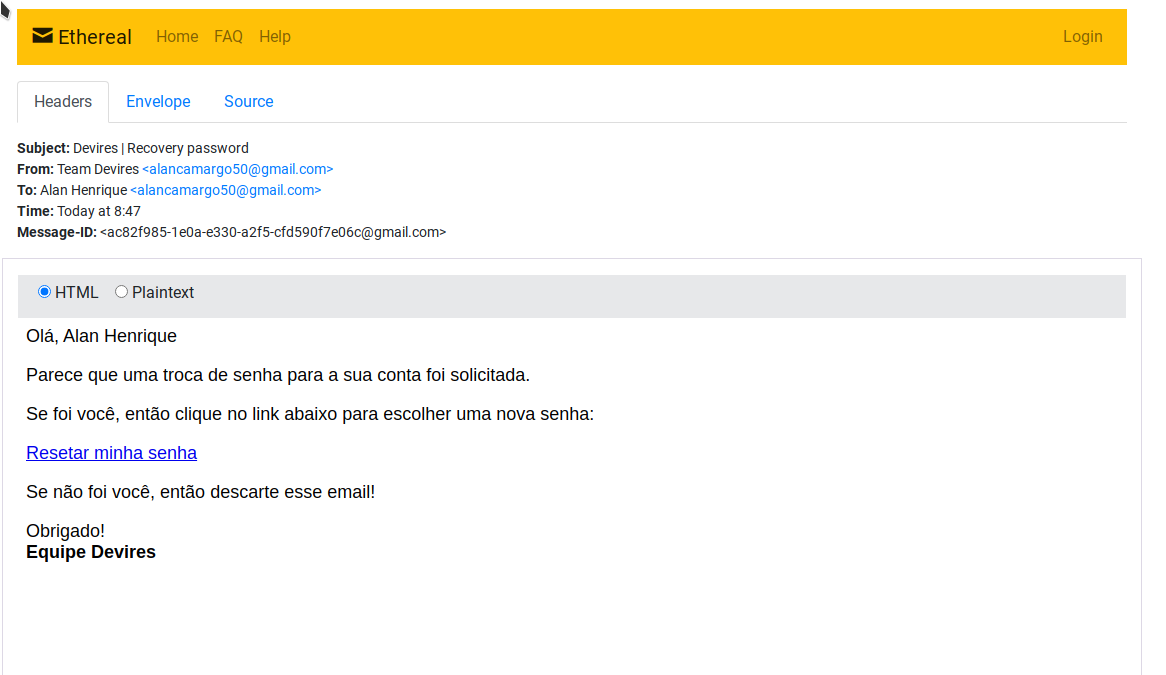 Ethereal Home FAQ Help Login
Headers Envelope Source
Subject: Devires | Recovery password
From: Team Devires <alancamargo50@gmail.com>
To: Alan Henrique <alancamargo50@gmail.com>
Time: Today at 8:47
Message-ID: <ac82f985-1e0a-e330-a2f5-cfd590f7e06c@gmail.com>
HTML Plaintext
Olá, Alan Henrique
Parece que uma troca de senha para a sua conta foi solicitada.
Se foi você, então clique no link abaixo para escolher uma nova senha:
Resetar minha senha
Se não foi você, então descarte esse email!
Obrigado!
Equipe Devires